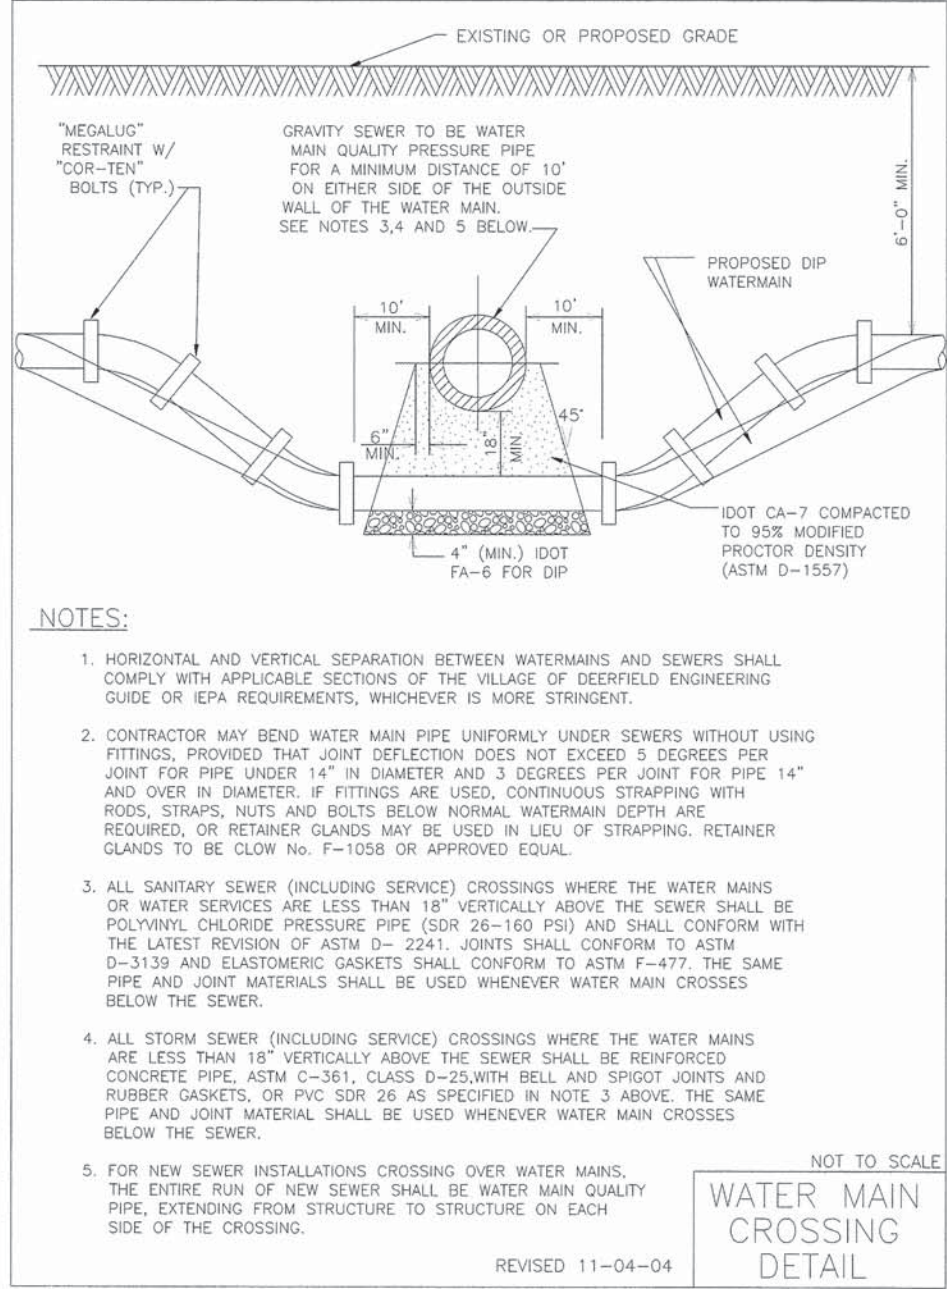 EXISTING OR PROPOSED GRADE
"MEGALUG"
RESTRAINT W/
"COR-TEN"
BOLTS (TYP.)
GRAVITY SEWER TO BE WATER
MAIN QUALITY PRESSURE PIPE
FOR A MINIMUM DISTANCE OF 10'
ON EITHER SIDE OF THE OUTSIDE
WALL OF THE WATER MAIN.
SEE NOTES 3,4 AND 5 BELOW.
6'-0" MIN.
PROPOSED DIP
WATERMAIN
10'
MIN.
10'
MIN.
45°
6"
MIN.
18"
MIN.
IDOT CA-7 COMPACTED
TO 95% MODIFIED
PROCTOR DENSITY
(ASTM D-1557)
4" (MIN.) IDOT
FA-6 FOR DIP
NOTES:
1. HORIZONTAL AND VERTICAL SEPARATION BETWEEN WATERMAINS AND SEWERS SHALL
COMPLY WITH APPLICABLE SECTIONS OF THE VILLAGE OF DEERFIELD ENGINEERING
GUIDE OR IEPA REQUIREMENTS, WHICHEVER IS MORE STRINGENT.
2. CONTRACTOR MAY BEND WATER MAIN PIPE UNIFORMLY UNDER SEWERS WITHOUT USING
FITTINGS, PROVIDED THAT JOINT DEFLECTION DOES NOT EXCEED 5 DEGREES PER
JOINT FOR PIPE UNDER 14" IN DIAMETER AND 3 DEGREES PER JOINT FOR PIPE 14"
AND OVER IN DIAMETER. IF FITTINGS ARE USED, CONTINUOUS STRAPPING WITH
RODS, STRAPS, NUTS AND BOLTS BELOW NORMAL WATERMAIN DEPTH ARE
REQUIRED, OR RETAINER GLANDS MAY BE USED IN LIEU OF STRAPPING. RETAINER
GLANDS TO BE CLOW No. F-1058 OR APPROVED EQUAL.
3. ALL SANITARY SEWER (INCLUDING SERVICE) CROSSINGS WHERE THE WATER MAINS
OR WATER SERVICES ARE LESS THAN 18" VERTICALLY ABOVE THE SEWER SHALL BE
POLYVINYL CHLORIDE PRESSURE PIPE (SDR 26-160 PSI) AND SHALL CONFORM WITH
THE LATEST REVISION OF ASTM D- 2241. JOINTS SHALL CONFORM TO ASTM
D-3139 AND ELASTOMERIC GASKETS SHALL CONFORM TO ASTM F-477. THE SAME
PIPE AND JOINT MATERIALS SHALL BE USED WHENEVER WATER MAIN CROSSES
BELOW THE SEWER.
4. ALL STORM SEWER (INCLUDING SERVICE) CROSSINGS WHERE THE WATER MAINS
ARE LESS THAN 18" VERTICALLY ABOVE THE SEWER SHALL BE REINFORCED
CONCRETE PIPE, ASTM C-361, CLASS D-25,WITH BELL AND SPIGOT JOINTS AND
RUBBER GASKETS, OR PVC SDR 26 AS SPECIFIED IN NOTE 3 ABOVE. THE SAME
PIPE AND JOINT MATERIAL SHALL BE USED WHENEVER WATER MAIN CROSSES
BELOW THE SEWER.
5. FOR NEW SEWER INSTALLATIONS CROSSING OVER WATER MAINS,
THE ENTIRE RUN OF NEW SEWER SHALL BE WATER MAIN QUALITY
PIPE, EXTENDING FROM STRUCTURE TO STRUCTURE ON EACH
SIDE OF THE CROSSING.
REVISED 11-04-04
NOT TO SCALE
WATER MAIN
CROSSING
DETAIL